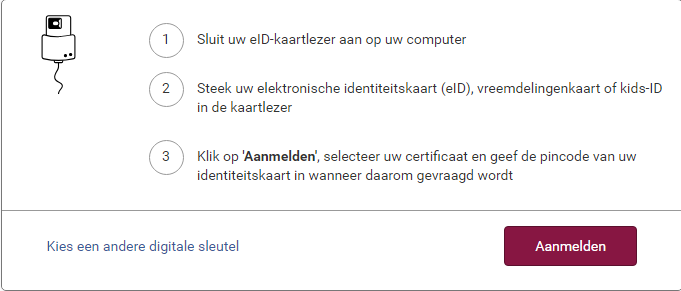 1 Sluit uw eID-kaartlezer aan op uw computer
2 Steek uw elektronische identiteitskaart (eID), vreemdelingenkaart of kids-ID
in de kaartlezer
3 Klik op 'Aanmelden', selecteer uw certificaat en geef de pincode van uw
identiteitskaart in wanneer daarom gevraagd wordt
Kies een andere digitale sleutel
Aanmelden